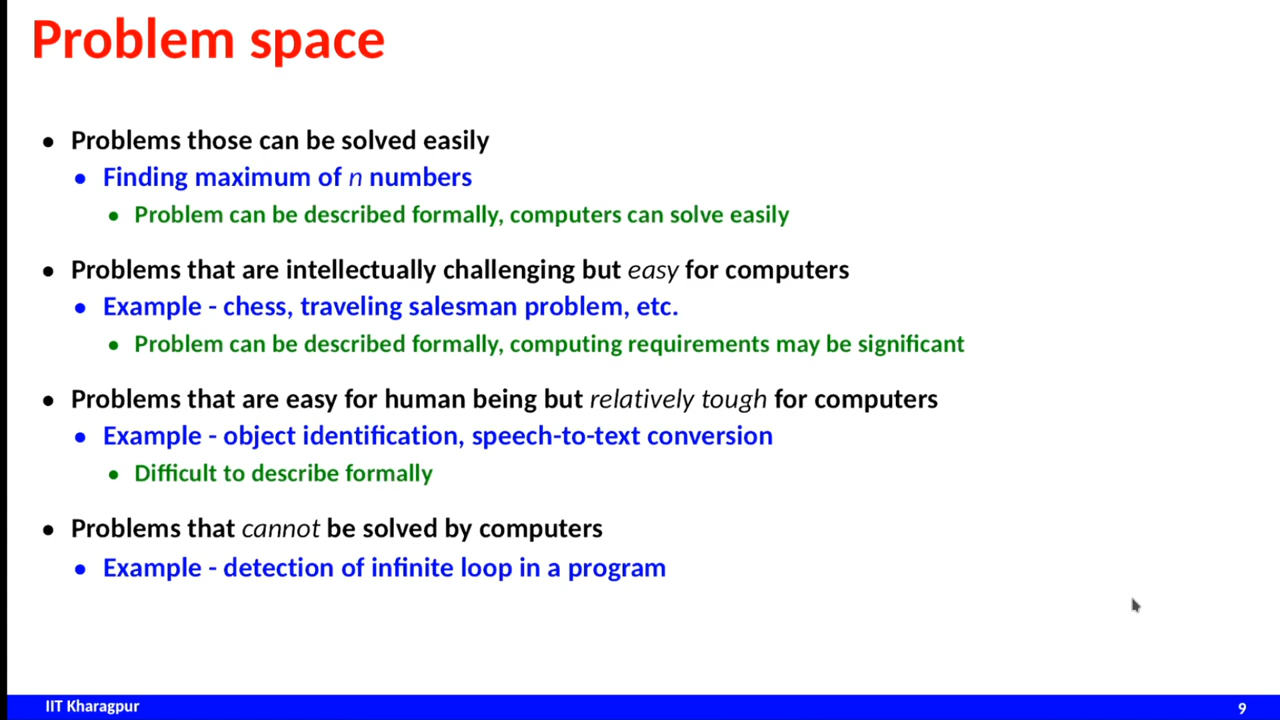 Problem space
• Problems those can be solved easily
• Finding maximum of n numbers
• Problem can be described formally, computers can solve easily
• Problems that are intellectually challenging but easy for computers
• Example - chess, traveling salesman problem, etc.
• Problem can be described formally, computing requirements may be significant
• Problems that are easy for human being but relatively tough for computers
• Example - object identification, speech-to-text conversion
• Difficult to describe formally
• Problems that cannot be solved by computers
• Example - detection of infinite loop in a program
IIT Kharagpur
9